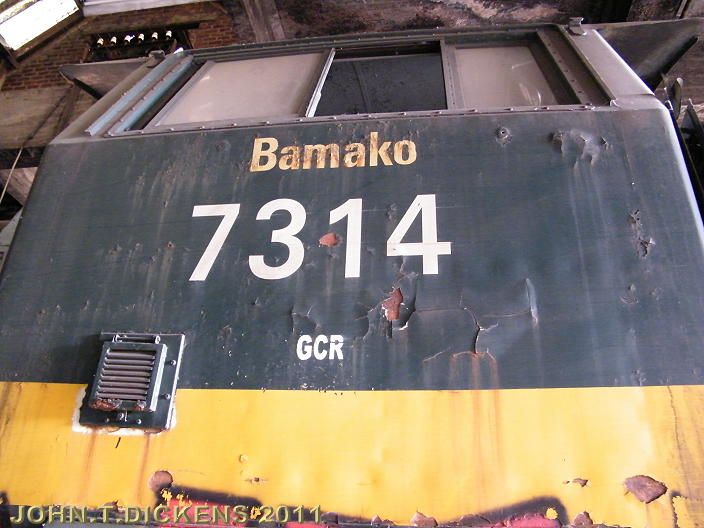 Bamako
7314
GCR
JOHN.T.DICKENS 2011